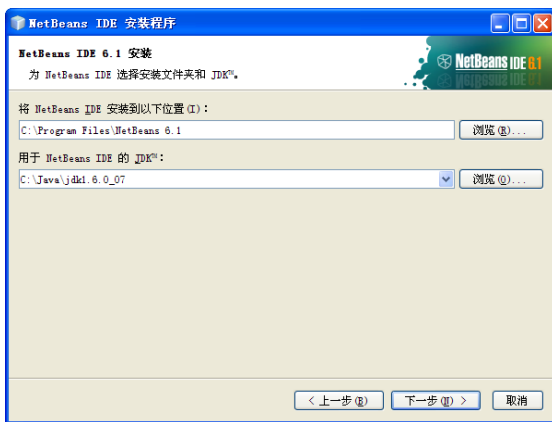 NetBeans IDE 安装程序
NetBeans IDE 6.1 安装
为 NetBeans IDE 选择安装文件夹和 JDK™。
NetBeans IDE 6.1
将 NetBeans IDE 安装到以下位置(I):
C:\Program Files\NetBeans 6.1
浏览(R)...
用于 NetBeans IDE 的 JDK™:
C:\Java\jdk1.6.0_07
浏览(O)...
< 上一步(B)
下一步(N) >
取消